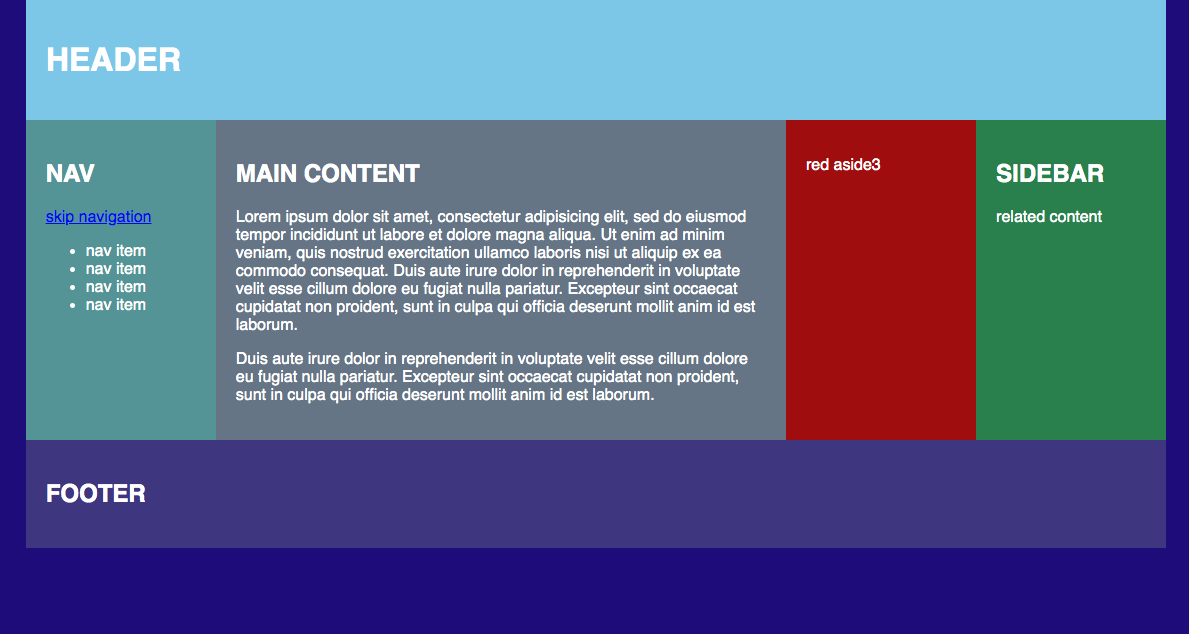 HEADER
NAV
skip navigation
nav item
nav item
nav item
nav item
MAIN CONTENT
Lorem ipsum dolor sit amet, consectetur adipisicing elit, sed do eiusmod
tempor incididunt ut labore et dolore magna aliqua. Ut enim ad minim
veniam, quis nostrud exercitation ullamco laboris nisi ut aliquip ex ea
commodo consequat. Duis aute irure dolor in reprehenderit in voluptate
velit esse cillum dolore eu fugiat nulla pariatur. Excepteur sint occaecat
cupidatat non proident, sunt in culpa qui officia deserunt mollit anim id est
laborum.
Duis aute irure dolor in reprehenderit in voluptate velit esse cillum dolore
eu fugiat nulla pariatur. Excepteur sint occaecat cupidatat non proident,
sunt in culpa qui officia deserunt mollit anim id est laborum.
red aside3
SIDEBAR
related content
FOOTER